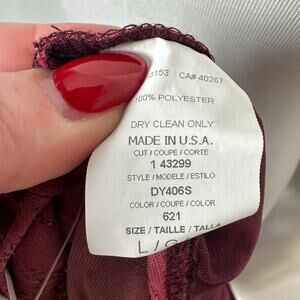 3153 CA# 40267
100% POLYESTER
DRY CLEAN ONLY
MADE IN U.S.A.
CUT / COUPE / CORTE
1 43299
STYLE / MODELE / ESTILO
DY406S
COLOR / COUPE / COLOR
621
SIZE / TAILLE / TALLA